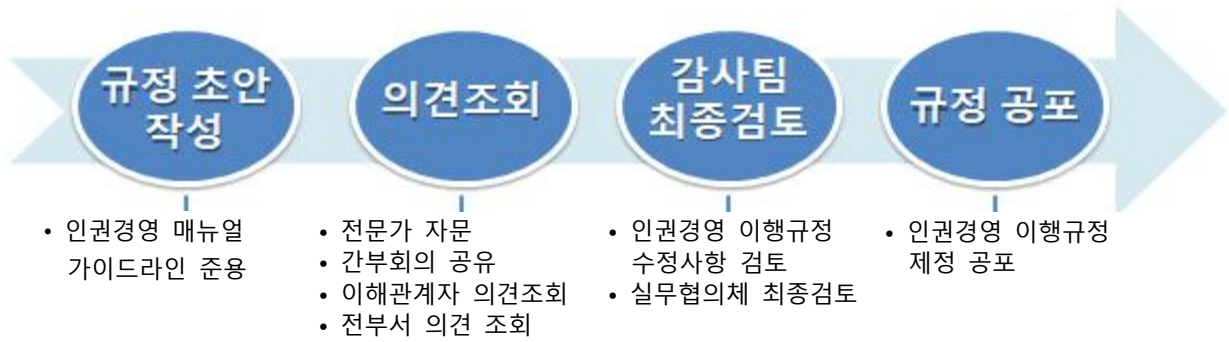 규정 초안
작성
의견조회
감사팀
최종검토
규정 공포
• 인권경영 매뉴얼
가이드라인 준용
• 전문가 자문
• 간부회의 공유
• 이해관계자 의견조회
• 전부서 의견 조회
• 인권경영 이행규정
수정사항 검토
• 실무협의체 최종검토
• 인권경영 이행규정
제정 공포